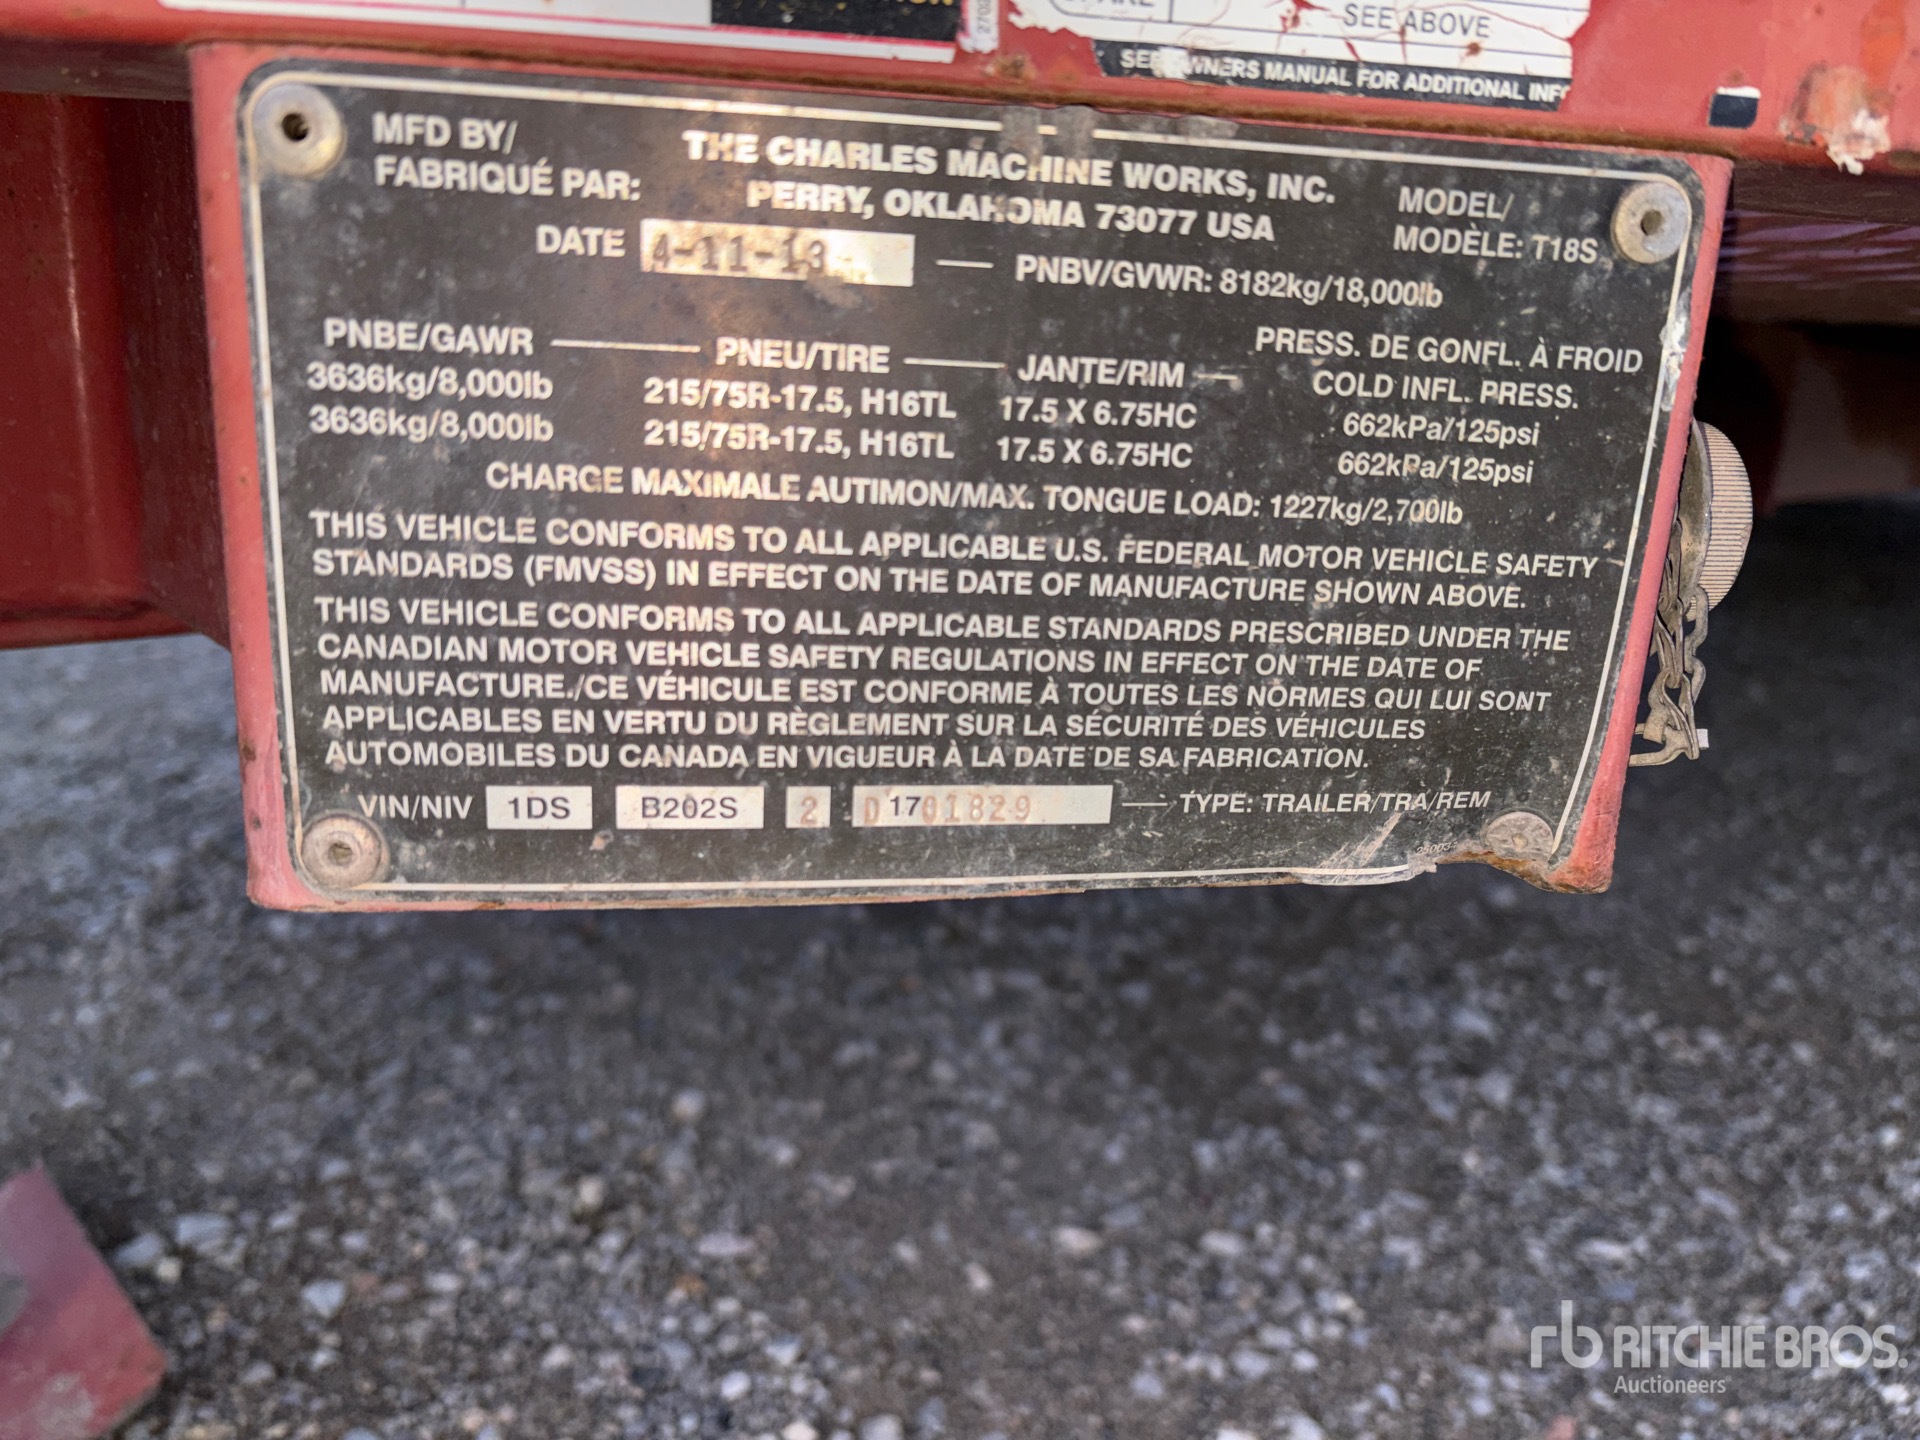 SEE ABOVE
MANUAL FOR ADDITIONAL
MFD BY/
FABRIQUÉ PAR:
THE CHARLES MACHINE WORKS, INC.
PERRY, OKLAHOMA 73077 USA
MODEL/
MODÈLE: T18S
DATE 4-11-13
PNBV/GVWR: 8182kg/18,000lb
PNBE/GAWR PNEU/TIRE JANTE/RIM PRESS. DE GONFL. À FROID
COLD INFL. PRESS.
3636kg/8,000lb 215/75R-17.5, H16TL 17.5 X 6.75HC 662kPa/125psi
3636kg/8,000lb 215/75R-17.5, H16TL 17.5 X 6.75HC 662kPa/125psi
CHARGE MAXIMALE AUTIMON/MAX. TONGUE LOAD: 1227kg/2,700lb
THIS VEHICLE CONFORMS TO ALL APPLICABLE U.S. FEDERAL MOTOR VEHICLE SAFETY
STANDARDS (FMVSS) IN EFFECT ON THE DATE OF MANUFACTURE SHOWN ABOVE.
THIS VEHICLE CONFORMS TO ALL APPLICABLE STANDARDS PRESCRIBED UNDER THE
CANADIAN MOTOR VEHICLE SAFETY REGULATIONS IN EFFECT ON THE DATE OF
MANUFACTURE./CE VÉHICULE EST CONFORME À TOUTES LES NORMES QUI LUI SONT
APPLICABLES EN VERTU DU RÈGLEMENT SUR LA SÉCURITÉ DES VÉHICULES
AUTOMOBILES DU CANADA EN VIGUEUR À LA DATE DE SA FABRICATION.
VIN/NIV 1DS B202S 2 D1701829 TYPE: TRAILER/TRA/REM
rb RITCHIE BROS.
Auctioneers